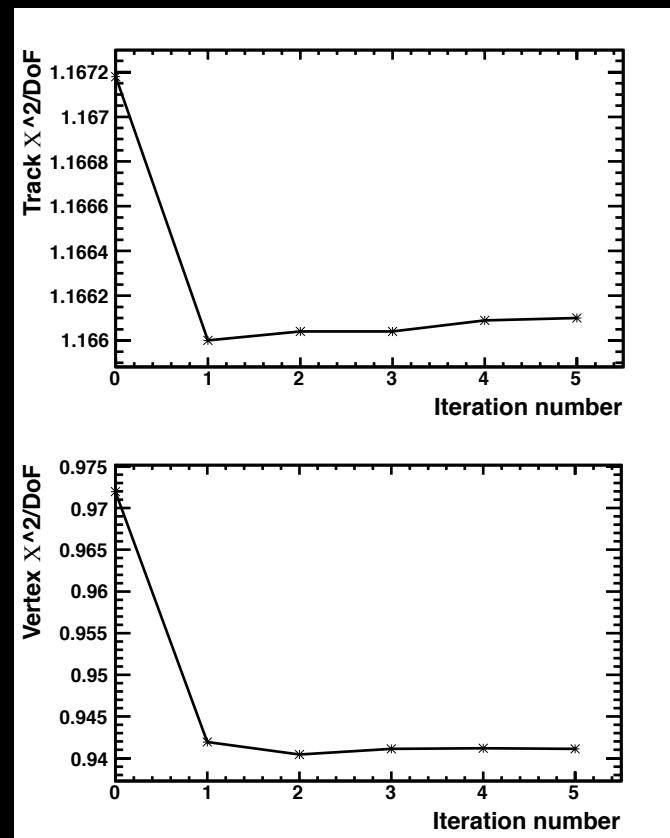 Track Χ^2/DoF
1.1672
1.167
1.1668
1.1666
1.1664
1.1662
1.166
0 1 2 3 4 5
Iteration number
Vertex Χ^2/DoF
0.975
0.97
0.965
0.96
0.955
0.95
0.945
0.94
0 1 2 3 4 5
Iteration number